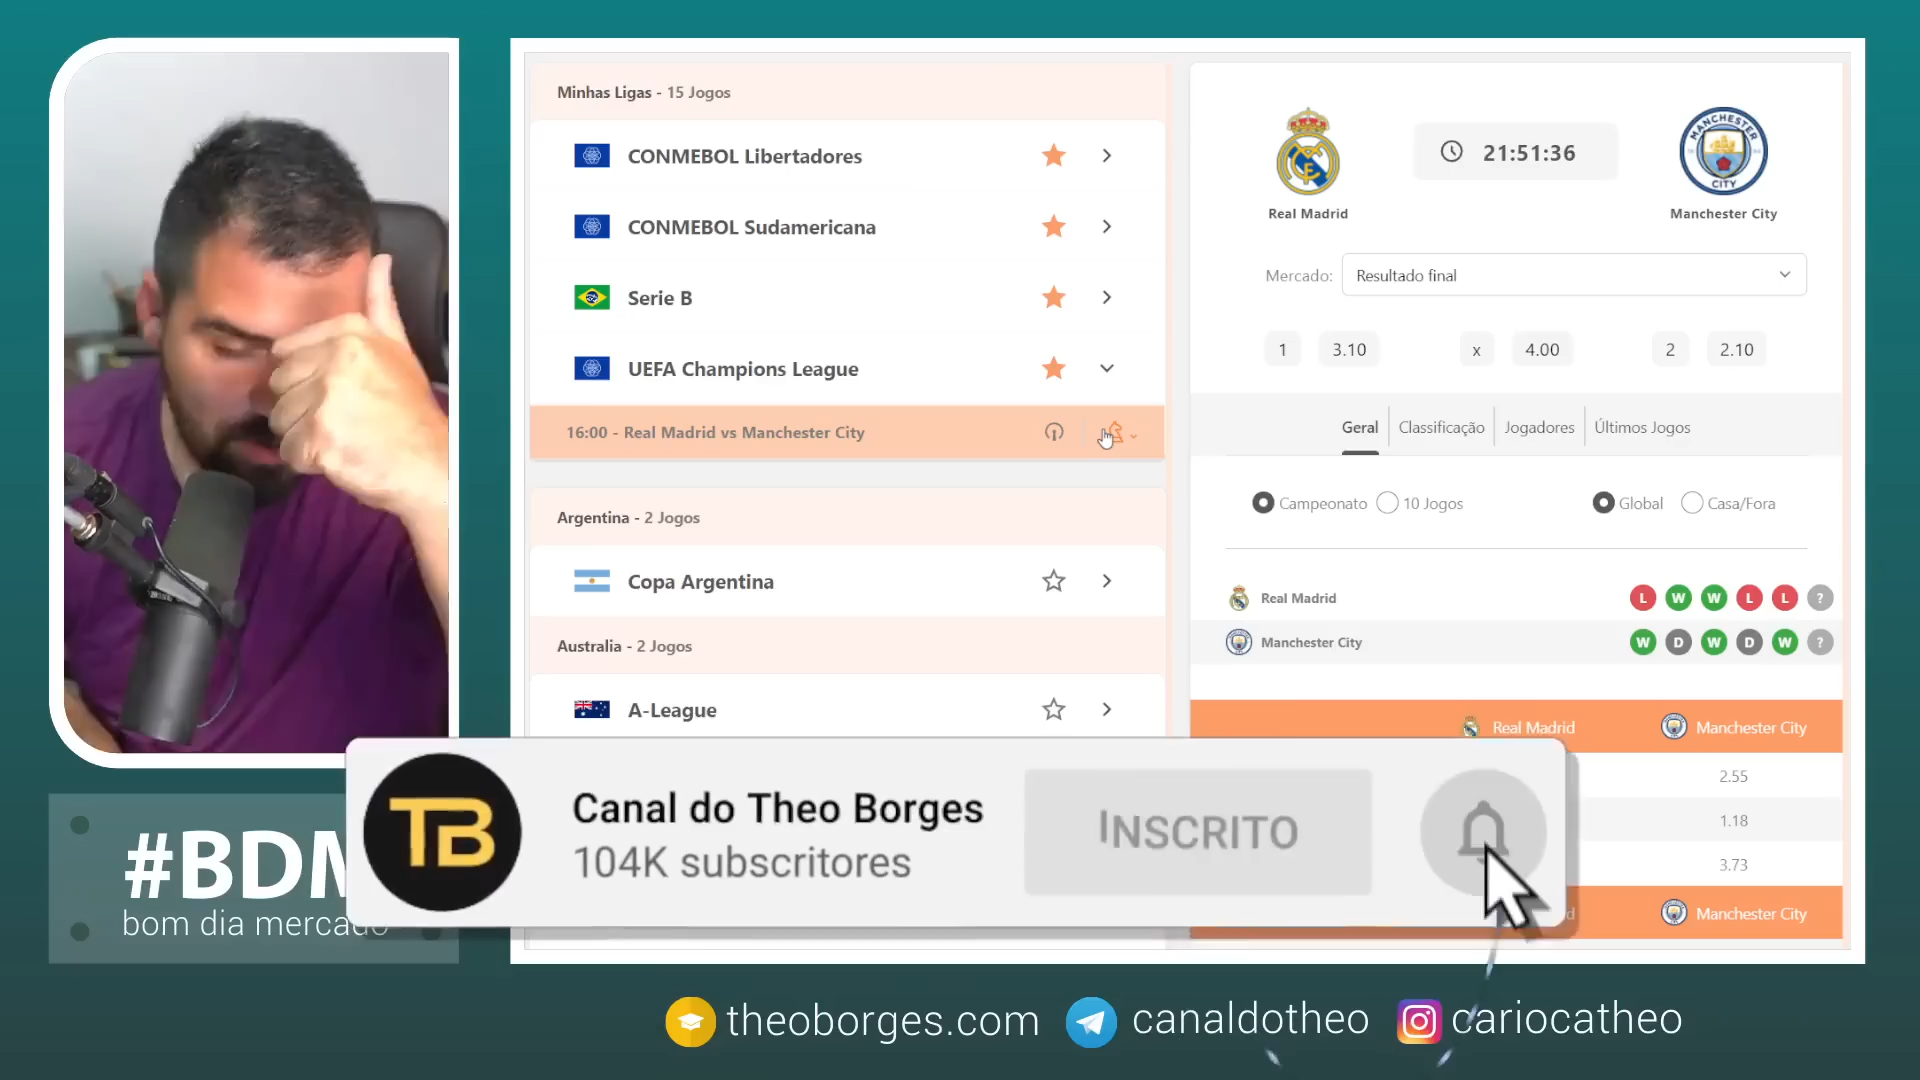 Minhas Ligas - 15 Jogos
CONMEBOL Libertadores
CONMEBOL Sudamericana
Serie B
UEFA Champions League
16:00 - Real Madrid vs Manchester City
Argentina - 2 Jogos
Copa Argentina
Australia - 2 Jogos
A-League
21:51:36
MANCHESTER
CITY
Real Madrid
Manchester City
Mercado:
Resultado final
1 3.10 x 4.00 2 2.10
Geral Classificação Jogadores Últimos Jogos
Campeonato 10 Jogos Global Casa/Fora
Real Madrid L W W L L ?
Manchester City W D W D W ?
Real Madrid Manchester City
2.55
1.18
3.73
Manchester City
TB
Canal do Theo Borges
104K subscritores
INSCRITO
#BDM
bom dia mercado
theoborges.com
canaldotheo
cariocatheo